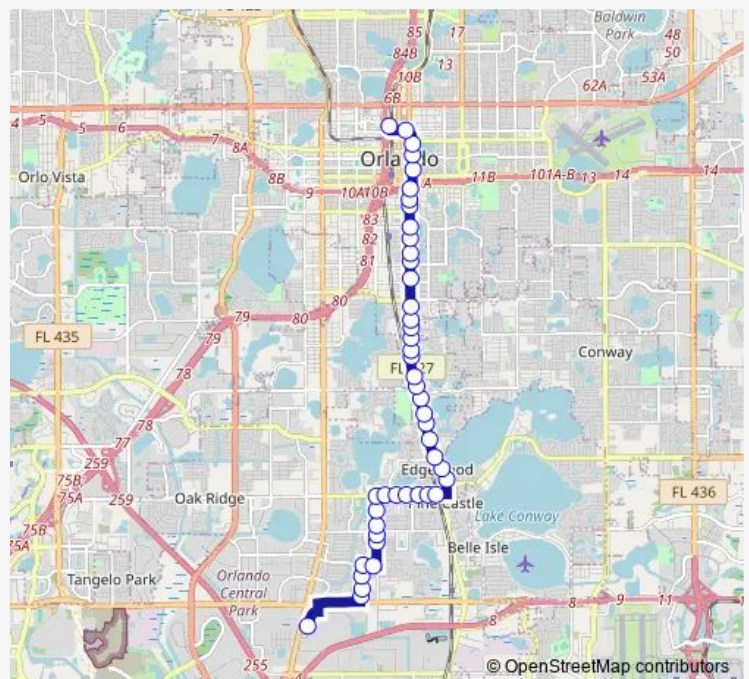 Baldwin
Park
85
17
48
50
84B
13
10B
62A
53A
6B
4
5
5
6
7
8A
Orlando
Orlo Vista
8B
9
10A
10B
A
11B
101A-B
13
14
14
83
82
81
80
80
79
79
FL 435
78
Conway
78
77
259
75B
75A
259
Edgewood
Oak Ridge
FL 436
Pine Castle
75B
75A
Lake Conway
Belle Isle
Tangelo Park
Orlando
Central
Park
8
9
11
8
255
© OpenStreetMap contributors